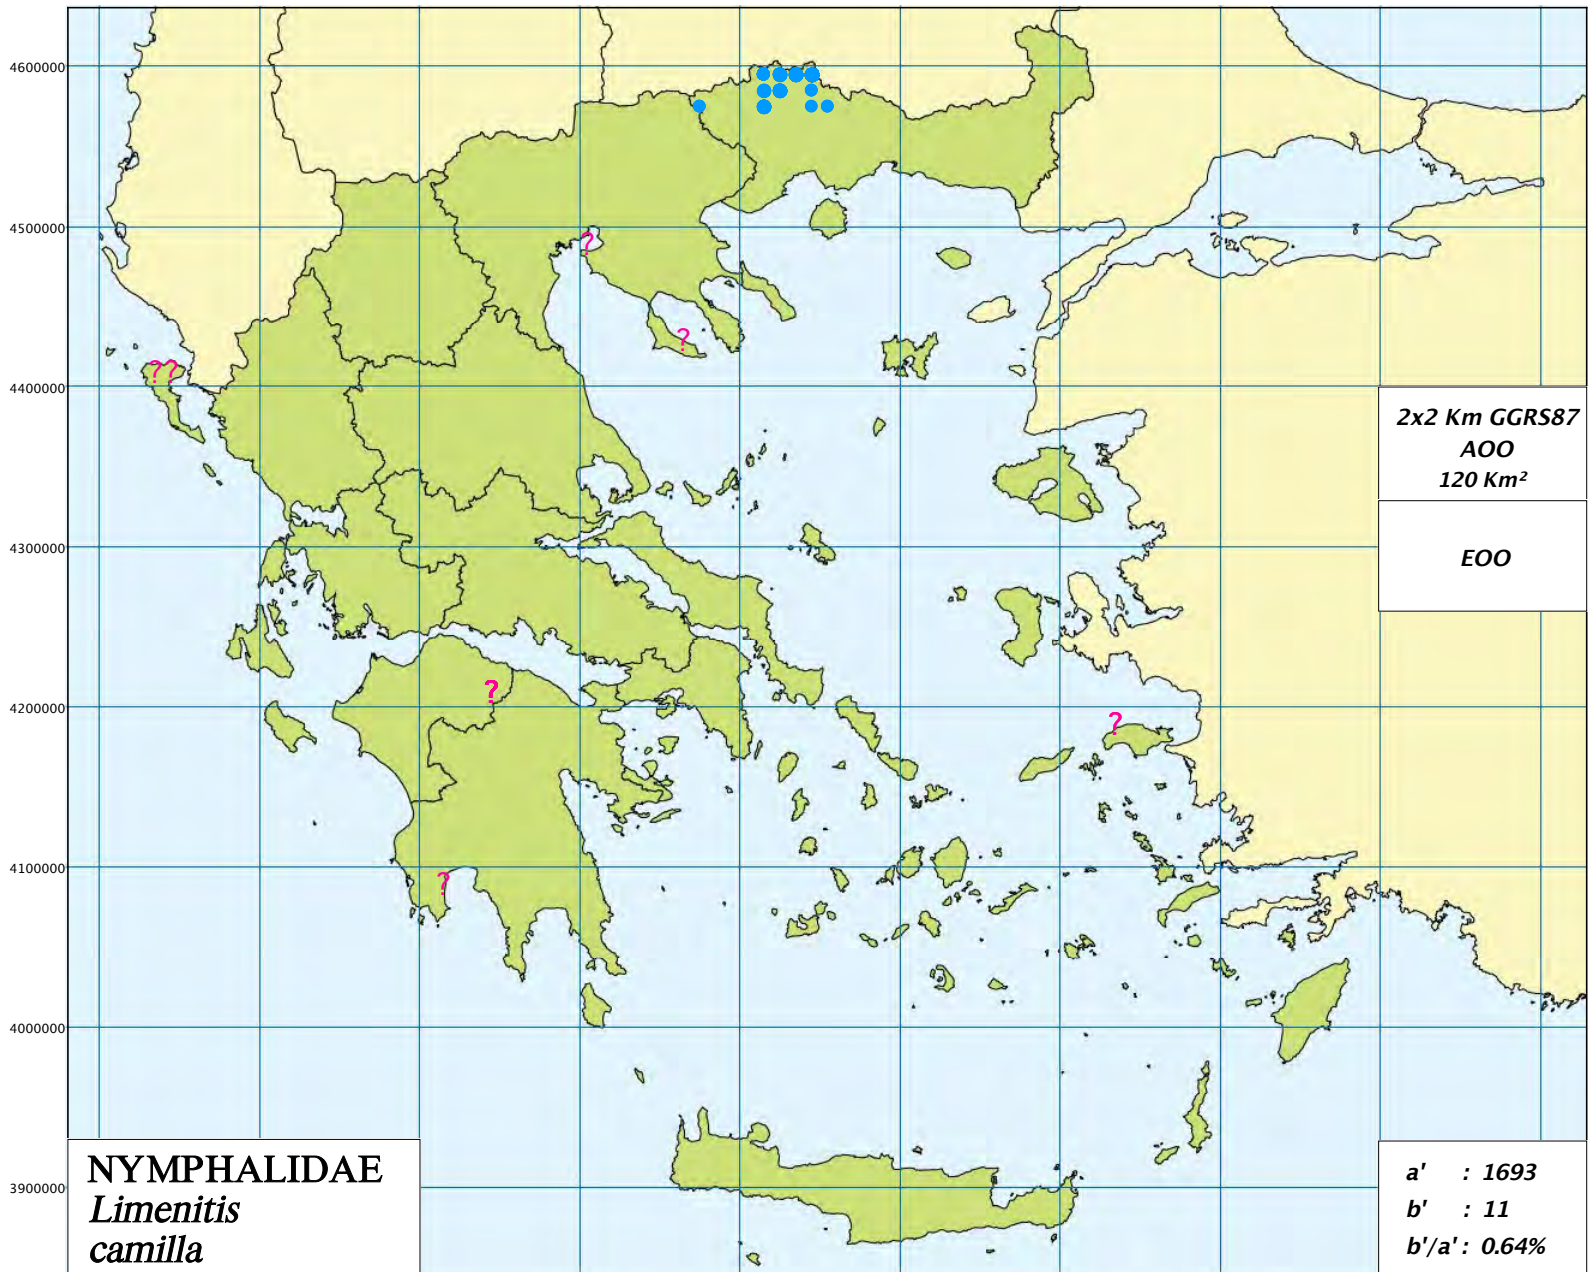 4600000
4500000
?
?
? ?
4400000
2x2 Km GGRS87
AOO
120 Km²
4300000
EOO
?
4200000
?
4100000
?
4000000
NYMPHALIDAE
Limenitis
camilla
3900000
a' : 1693
b' : 11
b'/a' : 0.64%